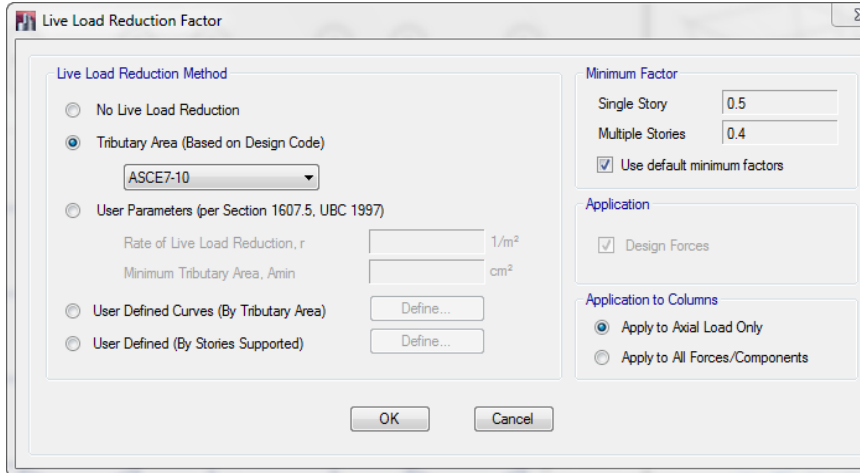 Live Load Reduction Factor
Live Load Reduction Method
No Live Load Reduction
Tributary Area (Based on Design Code)
ASCE7-10
User Parameters (per Section 1607.5, UBC 1997)
Rate of Live Load Reduction, r 1/m²
Minimum Tributary Area, Amin cm²
User Defined Curves (By Tributary Area) Define...
User Defined (By Stories Supported) Define...
Minimum Factor
Single Story 0.5
Multiple Stories 0.4
Use default minimum factors
Application
Design Forces
Application to Columns
Apply to Axial Load Only
Apply to All Forces/Components
OK Cancel